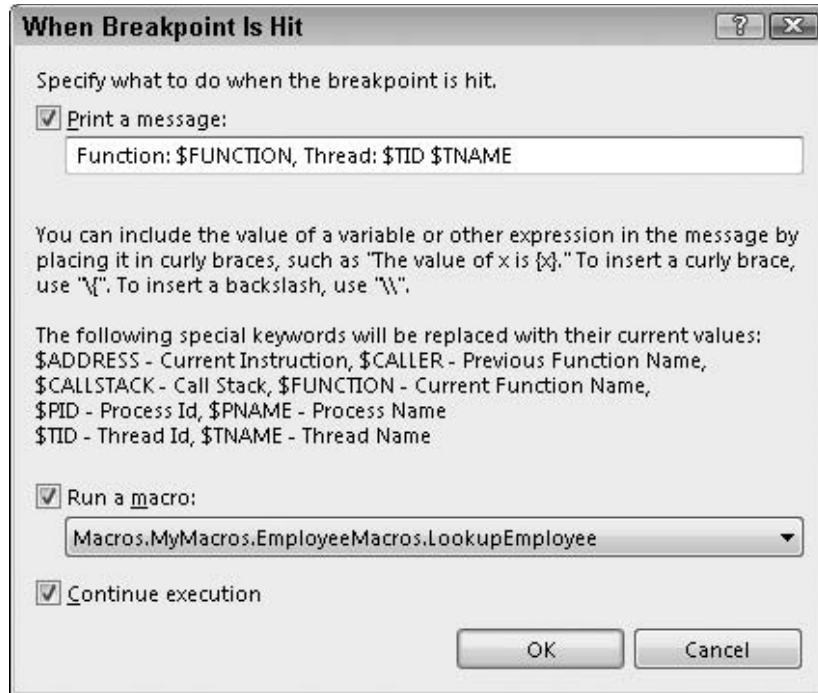 When Breakpoint Is Hit
Specify what to do when the breakpoint is hit.
Print a message:
Function: $FUNCTION, Thread: $TID $TNAME
You can include the value of a variable or other expression in the message by
placing it in curly braces, such as "The value of x is {x}." To insert a curly brace,
use "\{". To insert a backslash, use "\\".
The following special keywords will be replaced with their current values:
$ADDRESS - Current Instruction, $CALLER - Previous Function Name,
$CALLSTACK - Call Stack, $FUNCTION - Current Function Name,
$PID - Process Id, $PNAME - Process Name
$TID - Thread Id, $TNAME - Thread Name
Run a macro:
Macros.MyMacros.EmployeeMacros.LookupEmployee
Continue execution
OK Cancel